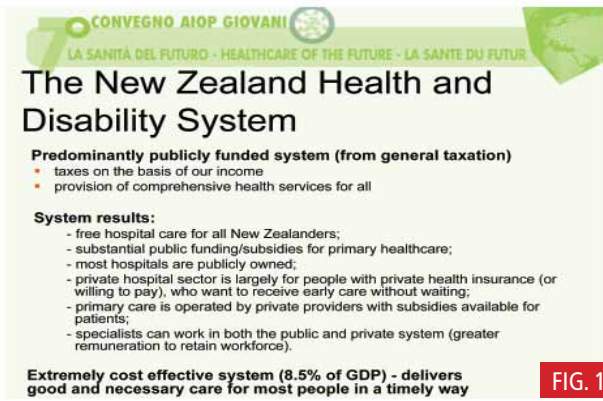 7° CONVEGNO AIOP GIOVANI
LA SANITÀ DEL FUTURO - HEALTHCARE OF THE FUTURE - LA SANTE DU FUTUR
The New Zealand Health and
Disability System
Predominantly publicly funded system (from general taxation)
▪ taxes on the basis of our income
▪ provision of comprehensive health services for all
System results:
- free hospital care for all New Zealanders;
- substantial public funding/subsidies for primary healthcare;
- most hospitals are publicly owned;
- private hospital sector is largely for people with private health insurance (or
willing to pay), who want to receive early care without waiting;
- primary care is operated by private providers with subsidies available for
patients;
- specialists can work in both the public and private system (greater
remuneration to retain workforce).
Extremely cost effective system (8.5% of GDP) - delivers
good and necessary care for most people in a timely way
FIG. 1